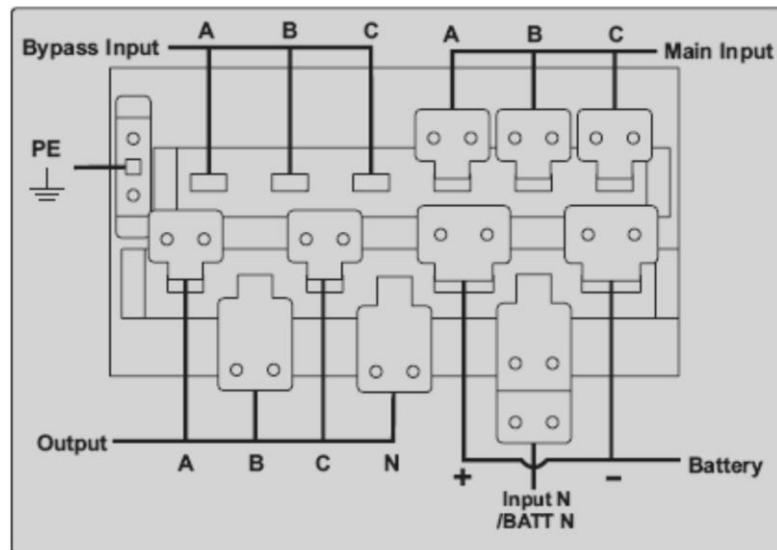 A B C
Bypass Input
A B C
Main Input
PE
Output
A B C N
+ −
Battery
Input N
/BATT N